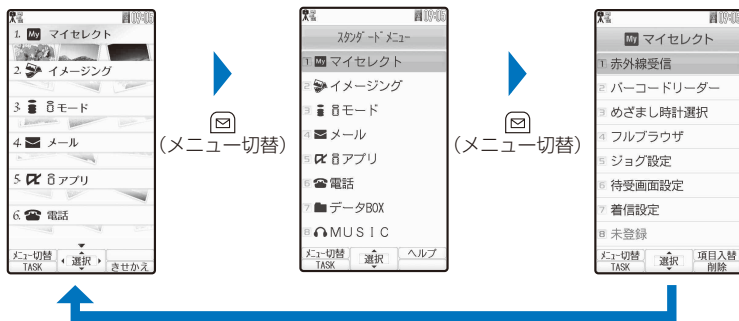 09:05
1. My マイセレクト
2. イメージング
3. iモード
4. メール
5. iアプリ
6. 電話
ﾒﾆｭｰ切替
選択
TASK
きせかえ
(メニュー切替)
09:05
ｽﾀﾝﾀﾞｰﾄﾞﾒﾆｭｰ
1 My マイセレクト
2 イメージング
3 iモード
4 メール
5 iアプリ
6 電話
7 データBOX
8 MUSIC
ﾒﾆｭｰ切替
選択
ヘルプ
TASK
(メニュー切替)
09:05
My マイセレクト
1 赤外線受信
2 バーコードリーダー
3 めざまし時計選択
4 フルブラウザ
5 ジョグ設定
6 待受画面設定
7 着信設定
8 未登録
ﾒﾆｭｰ切替
選択
項目入替
TASK
削除